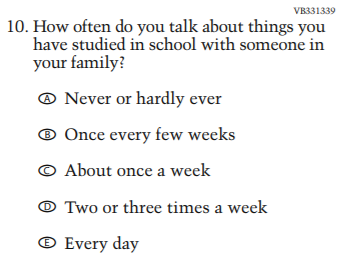 VB331339
10. How often do you talk about things you
have studied in school with someone in
your family?
Ⓐ Never or hardly ever
Ⓑ Once every few weeks
Ⓒ About once a week
Ⓓ Two or three times a week
Ⓔ Every day